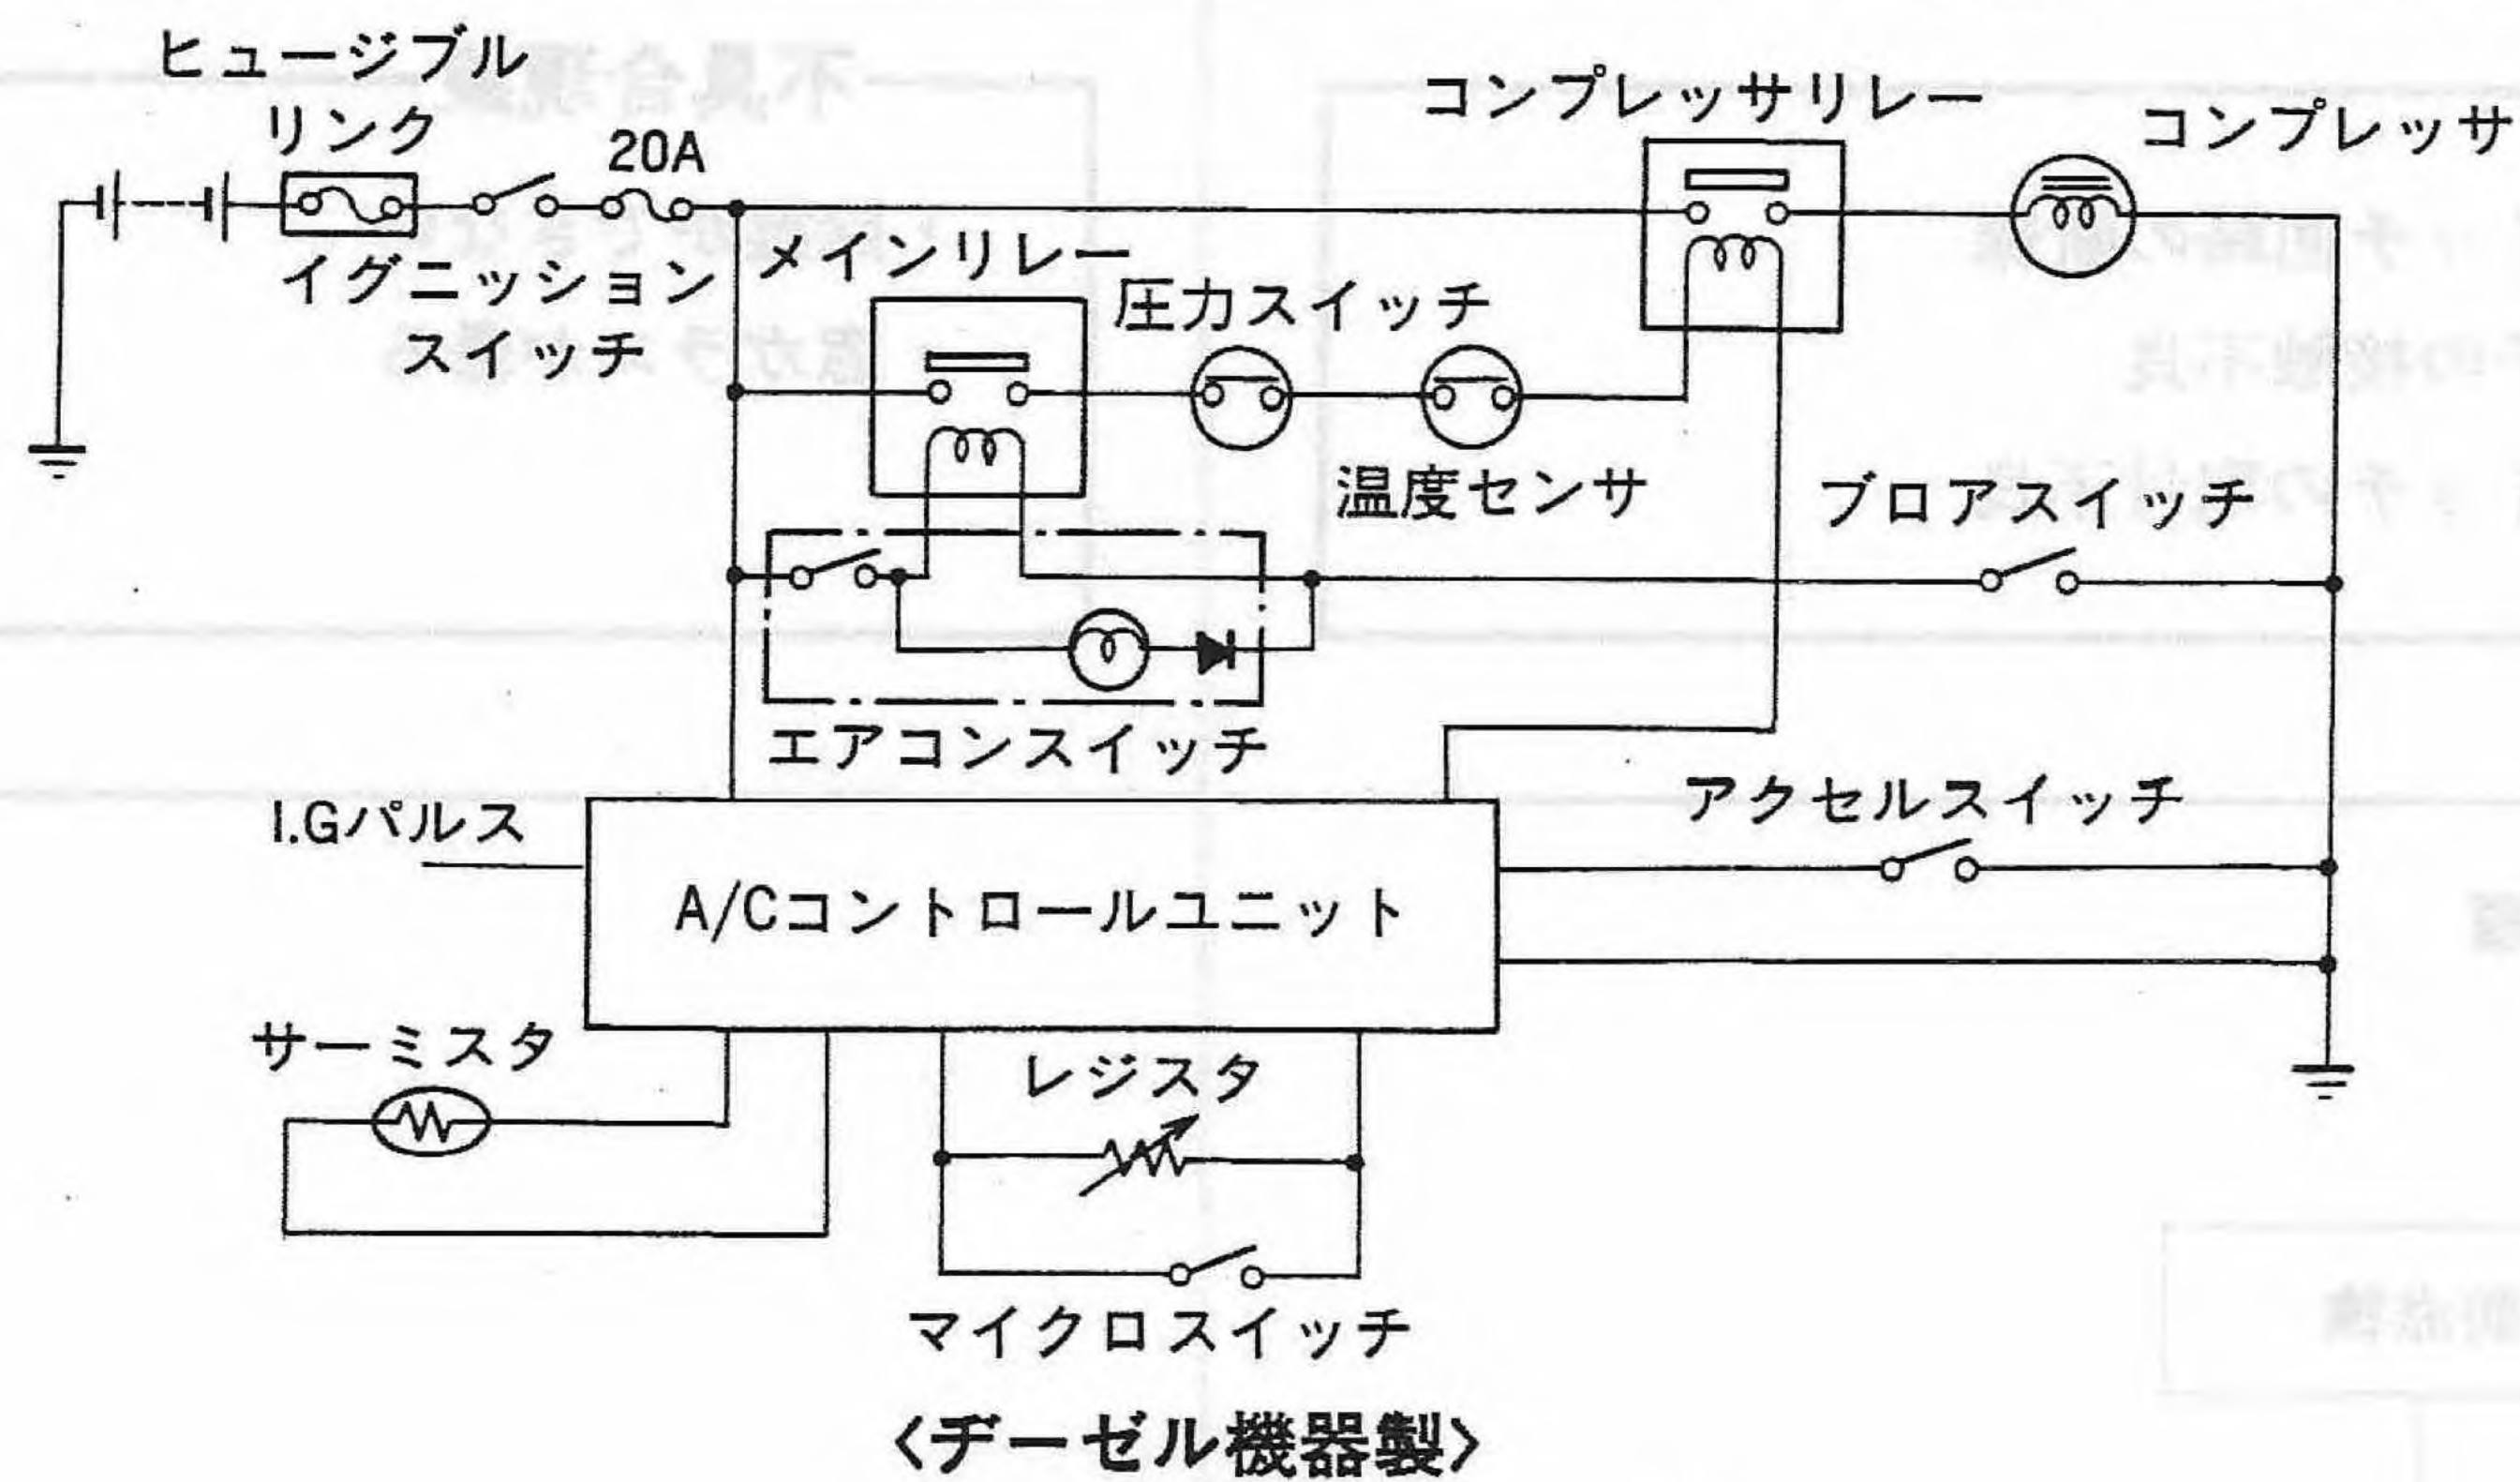 ヒュージブル
リンク
20A
コンプレッサリレー
コンプレッサ
イグニッション
スイッチ
メインリレー
圧力スイッチ
温度センサ
ブロアスイッチ
エアコンスイッチ
I.Gパルス
アクセルスイッチ
A/Cコントロールユニット
サーミスタ
レジスタ
マイクロスイッチ
〈ヂーゼル機器製〉